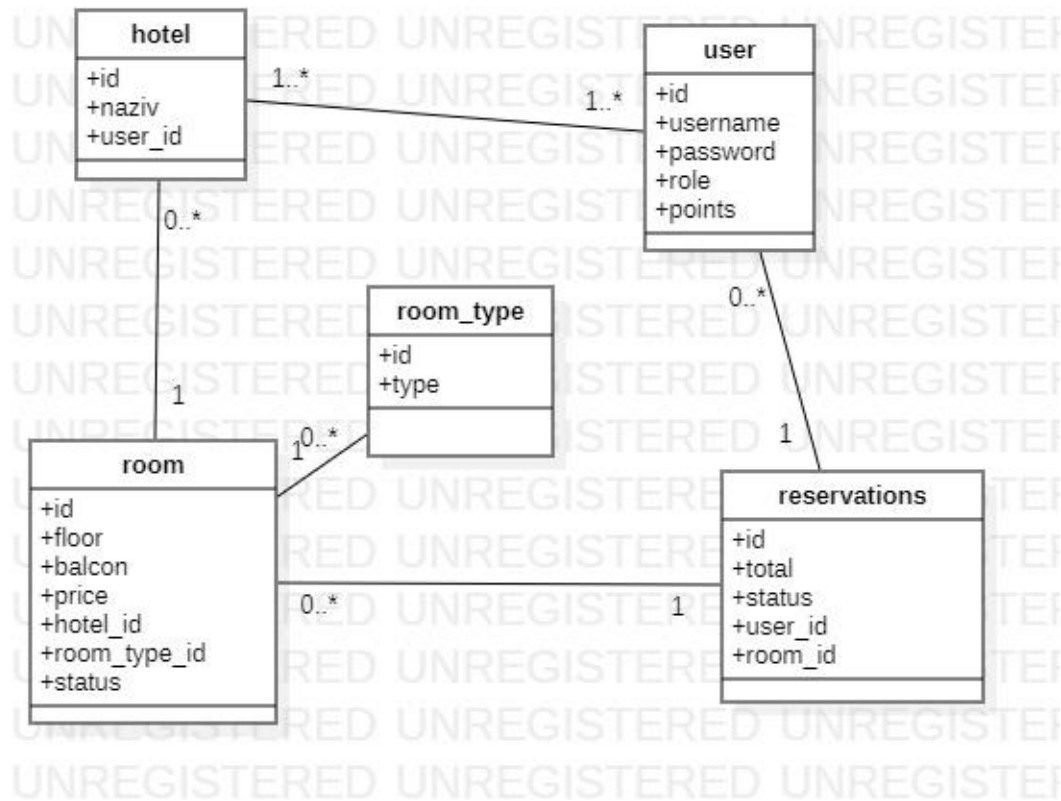 hotel
+id
+naziv
+user_id
1..*
1..*
user
+id
+username
+password
+role
+points
0..*
1
room_type
+id
+type
0..*
1
0..*
1
room
+id
+floor
+balcon
+price
+hotel_id
+room_type_id
+status
0..*
1
reservations
+id
+total
+status
+user_id
+room_id
UNREGISTERED